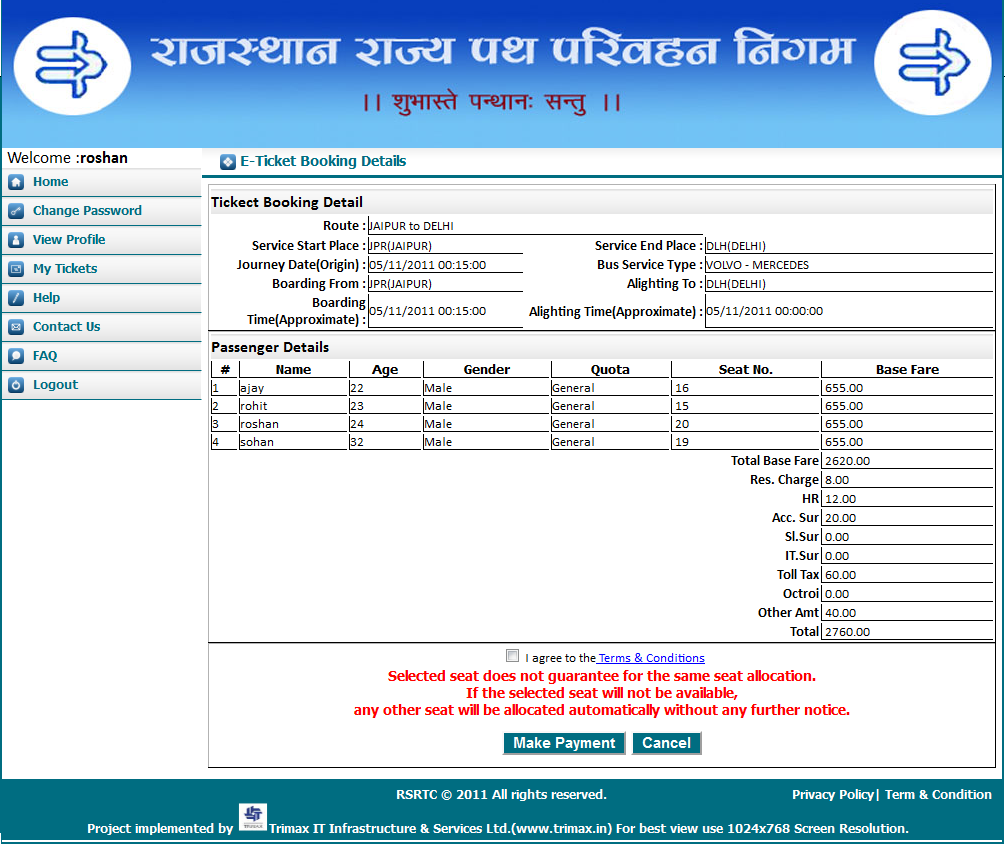 राजस्थान राज्य पथ परिवहन निगम
।। शुभास्ते पन्थानः सन्तु ।।
Welcome :roshan
Home
Change Password
View Profile
My Tickets
Help
Contact Us
FAQ
Logout
E-Ticket Booking Details
Tickect Booking Detail
Route : JAIPUR to DELHI
Service Start Place : JPR(JAIPUR) Service End Place : DLH(DELHI)
Journey Date(Origin) : 05/11/2011 00:15:00 Bus Service Type : VOLVO - MERCEDES
Boarding From : JPR(JAIPUR) Alighting To : DLH(DELHI)
Boarding
Time(Approximate) : 05/11/2011 00:15:00 Alighting Time(Approximate) : 05/11/2011 00:00:00
Passenger Details
# Name Age Gender Quota Seat No. Base Fare
1 ajay 22 Male General 16 655.00
2 rohit 23 Male General 15 655.00
3 roshan 24 Male General 20 655.00
4 sohan 32 Male General 19 655.00
Total Base Fare 2620.00
Res. Charge 8.00
HR 12.00
Acc. Sur 20.00
Sl.Sur 0.00
IT.Sur 0.00
Toll Tax 60.00
Octroi 0.00
Other Amt 40.00
Total 2760.00
I agree to the Terms & Conditions
Selected seat does not guarantee for the same seat allocation.
If the selected seat will not be available,
any other seat will be allocated automatically without any further notice.
Make Payment Cancel
RSRTC © 2011 All rights reserved. Privacy Policy| Term & Condition
Project implemented by TRIMAX Trimax IT Infrastructure & Services Ltd.(www.trimax.in) For best view use 1024x768 Screen Resolution.